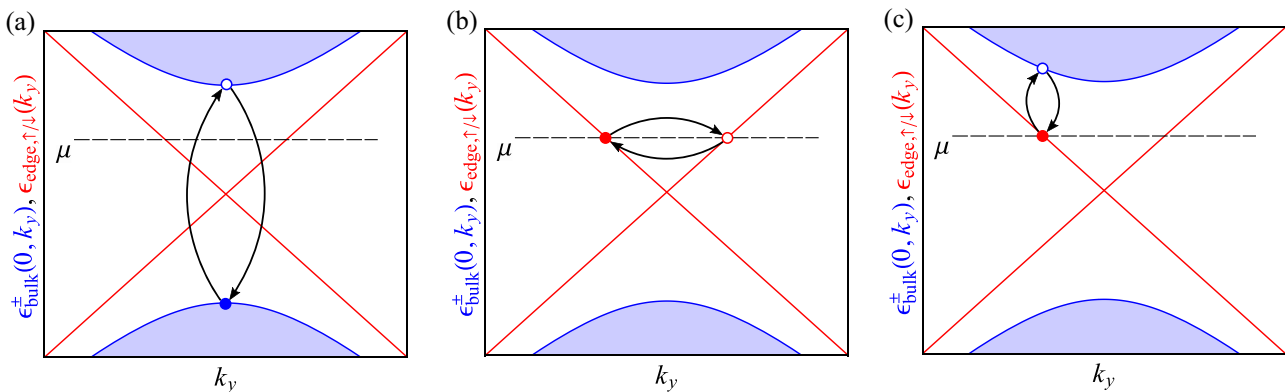 (a)
ϵ±bulk(0, ky), ϵedge,↑/↓(ky)
μ
ky
(b)
ϵ±bulk(0, ky), ϵedge,↑/↓(ky)
μ
ky
(c)
ϵ±bulk(0, ky), ϵedge,↑/↓(ky)
μ
ky